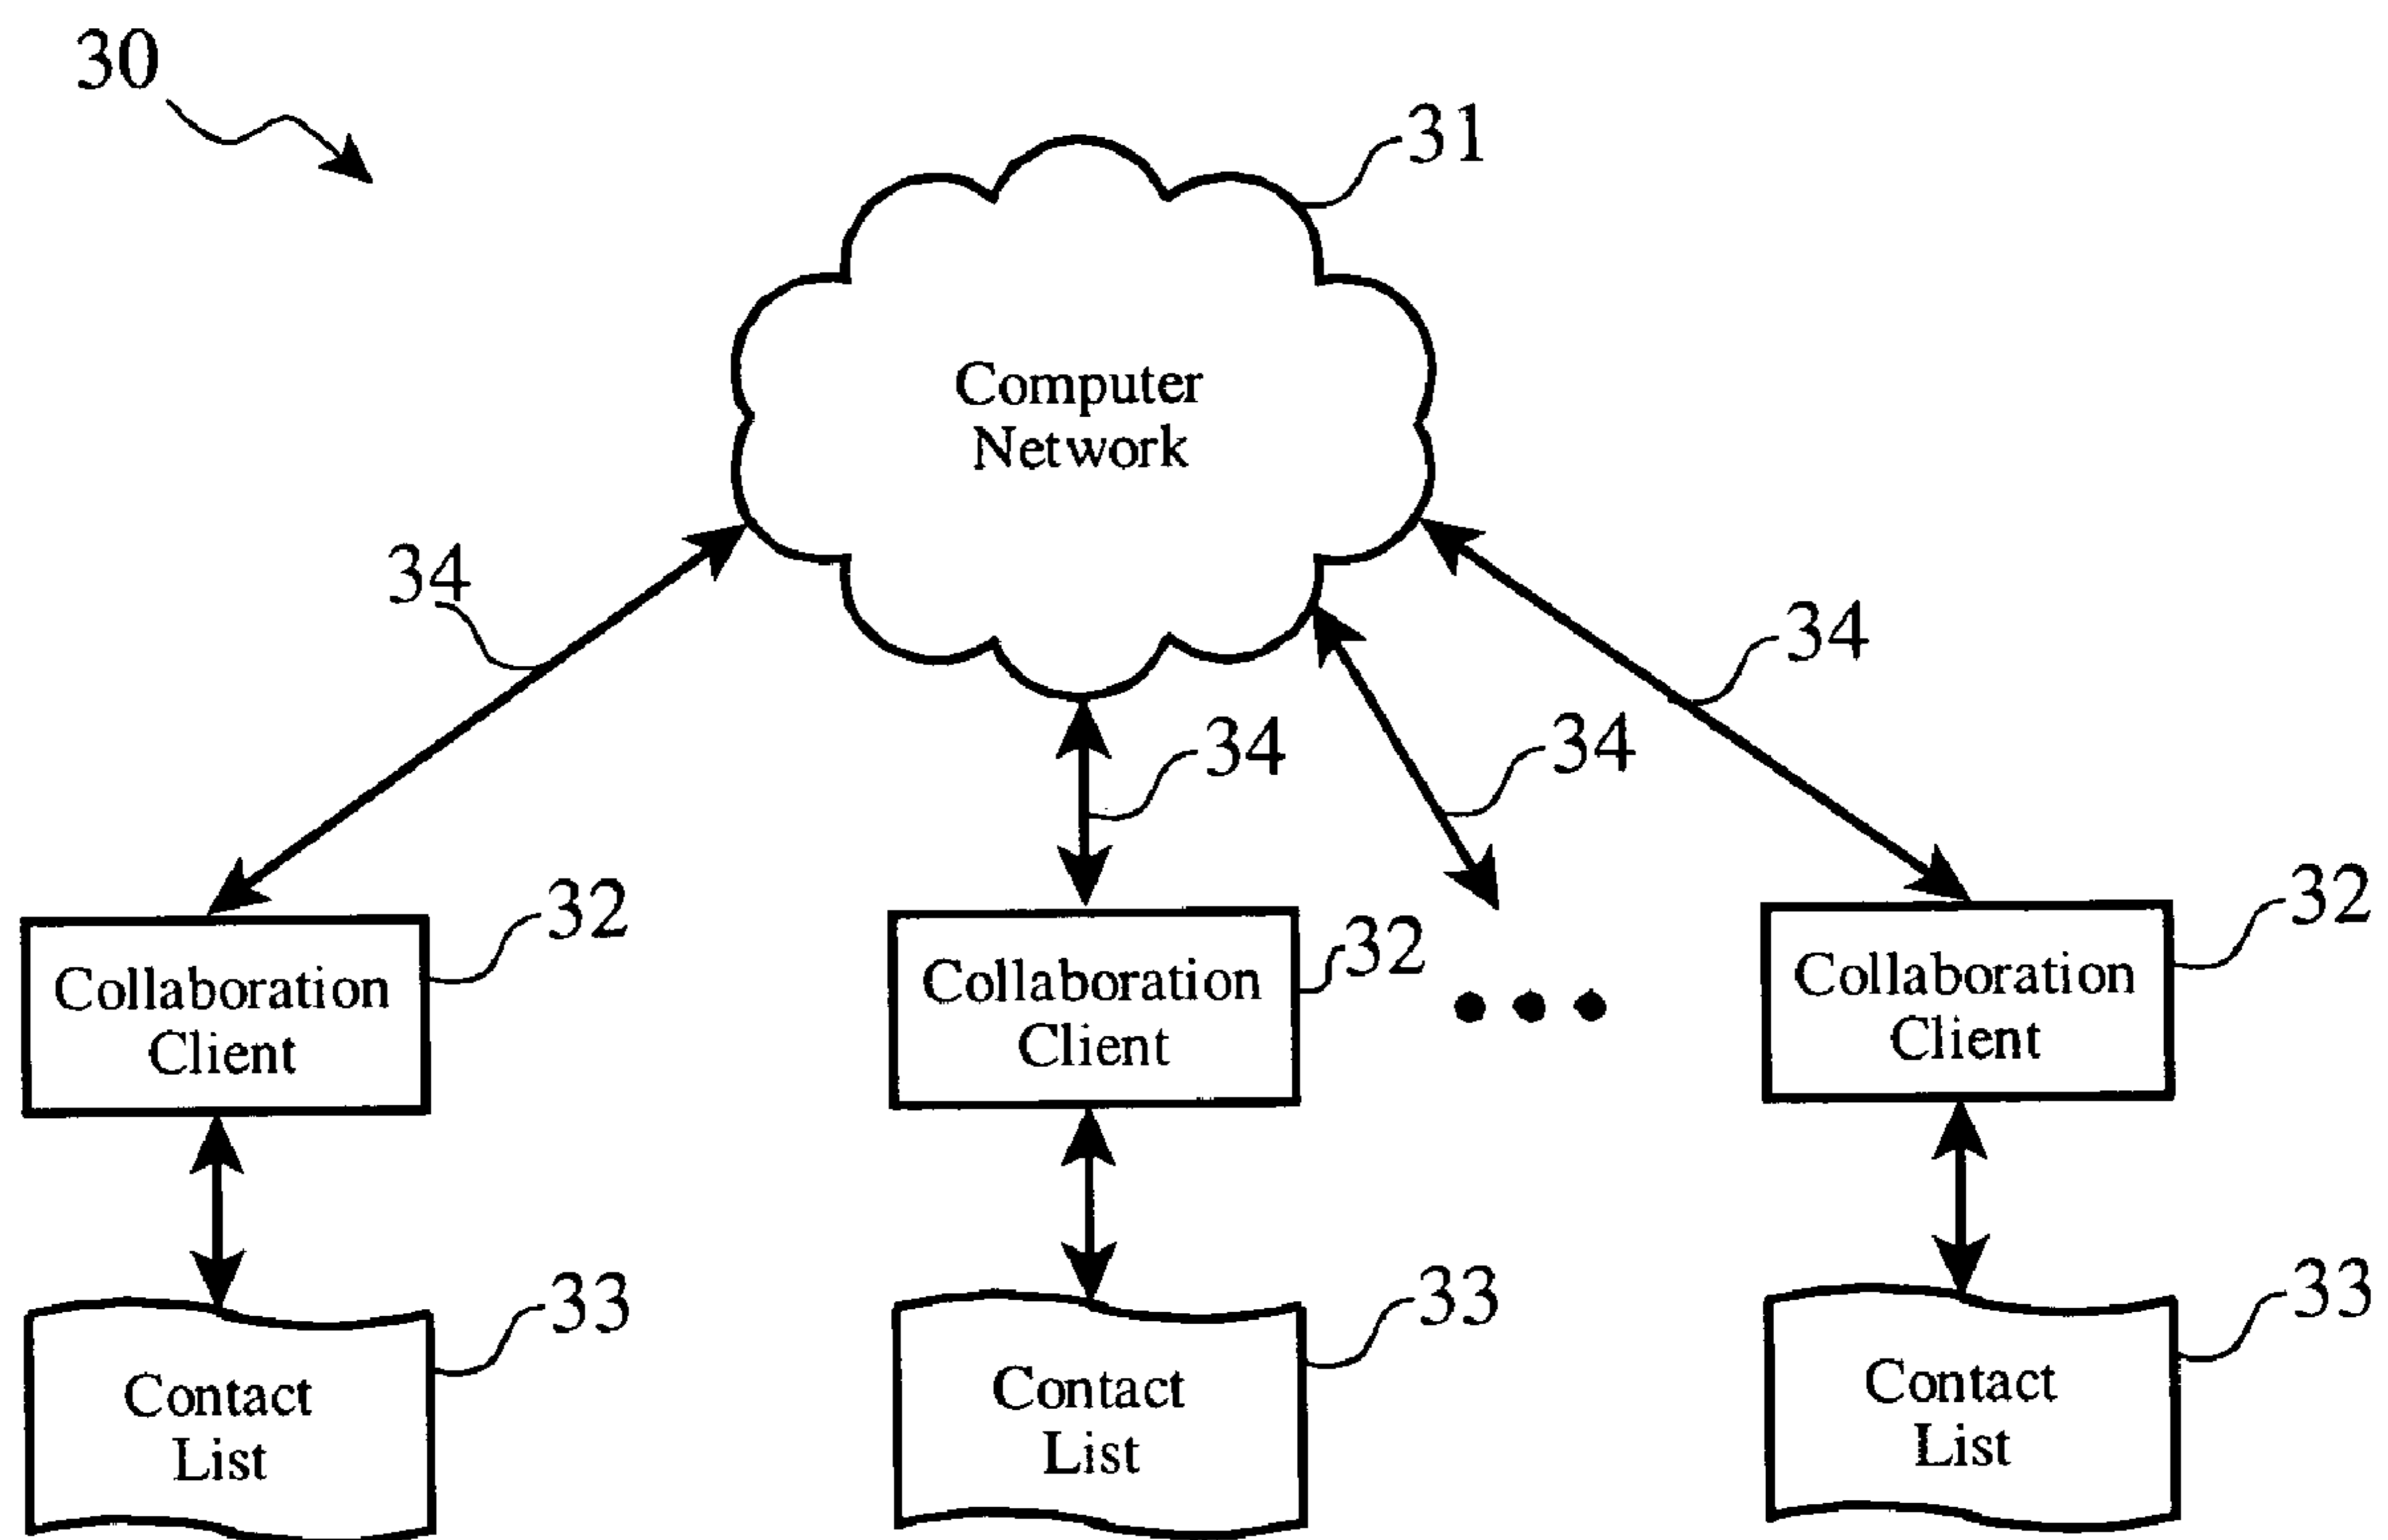 30
31
Computer
Network
34
34
34
34
32
32
32
Collaboration
Client
Collaboration
Client
Collaboration
Client
33
33
33
Contact
List
Contact
List
Contact
List